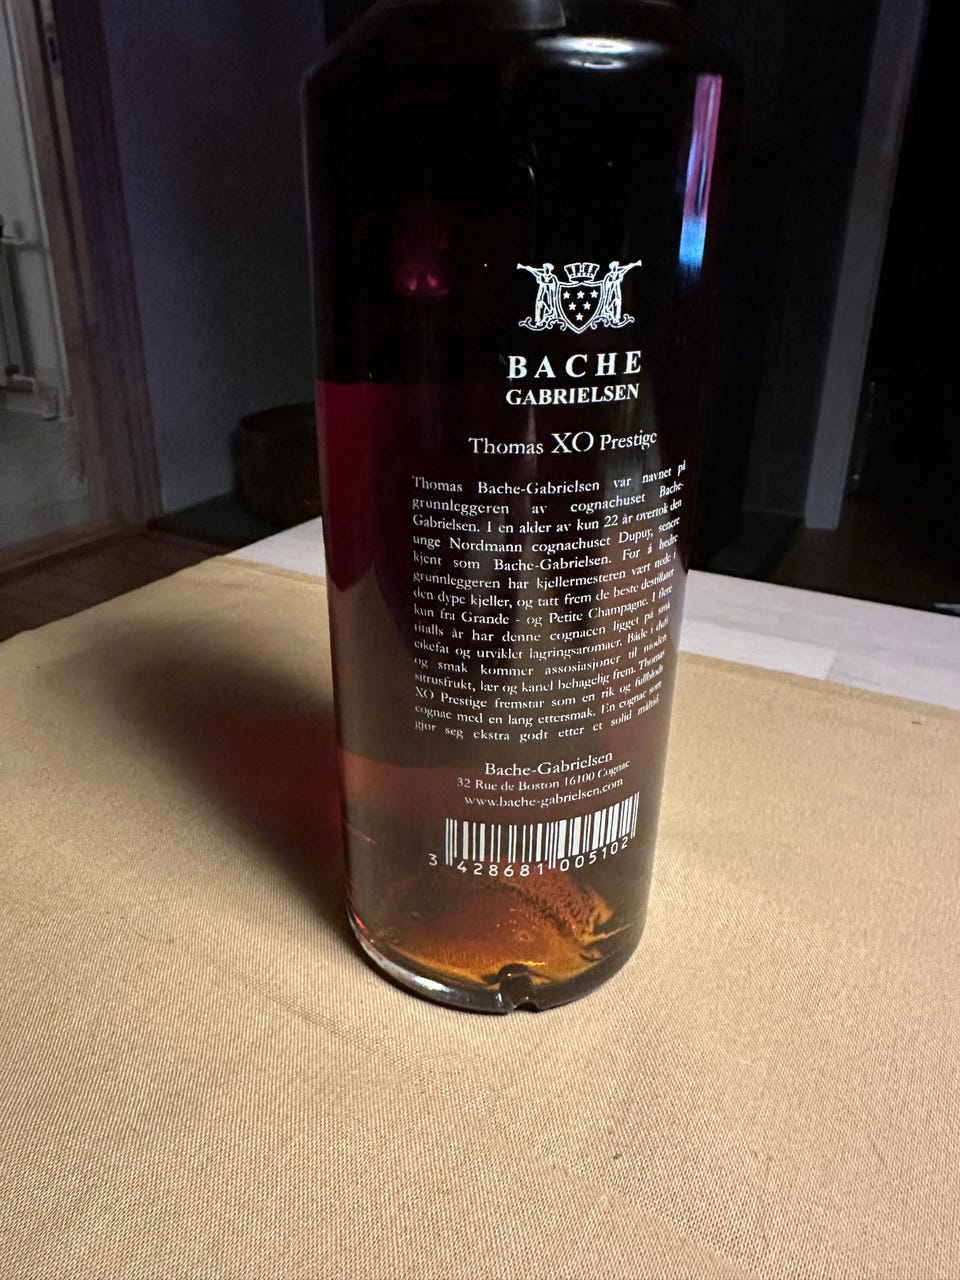 BACHE
GABRIELSEN
Thomas XO Prestige
Thomas Bache-Gabrielsen var navnet på
grunnleggeren av cognachuset Bache-
Gabrielsen. I en alder av kun 22 år overtok den
unge Nordmann cognachuset Dupuy, senere
kjent som Bache-Gabrielsen. For å hedre
grunnleggeren har kjellermesteren vært nede i
den dype kjeller, og tatt frem de beste destillater
kun fra Grande - og Petite Champagne. I flere
titalls år har denne cognacen ligget på små
eikefat og utviklet lagringsaromaer. Både i duft
og smak kommer assosiasjoner til moden
sitrusfrukt, lær og kanel behagelig frem. Thomas
XO Prestige fremstår som en rik og fullblods
cognac med en lang ettersmak. En cognac som
gjør seg ekstra godt etter et solid måltid.
Bache-Gabrielsen
32 Rue de Boston 16100 Cognac
www.bache-gabrielsen.com
3 428681 005102